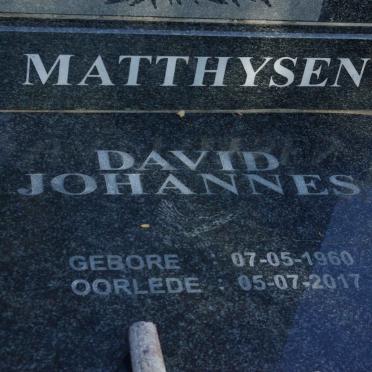 MATTHYSEN
DAVID
JOHANNES
GEBORE : 07-05-1960
OORLEDE : 05-07-2017